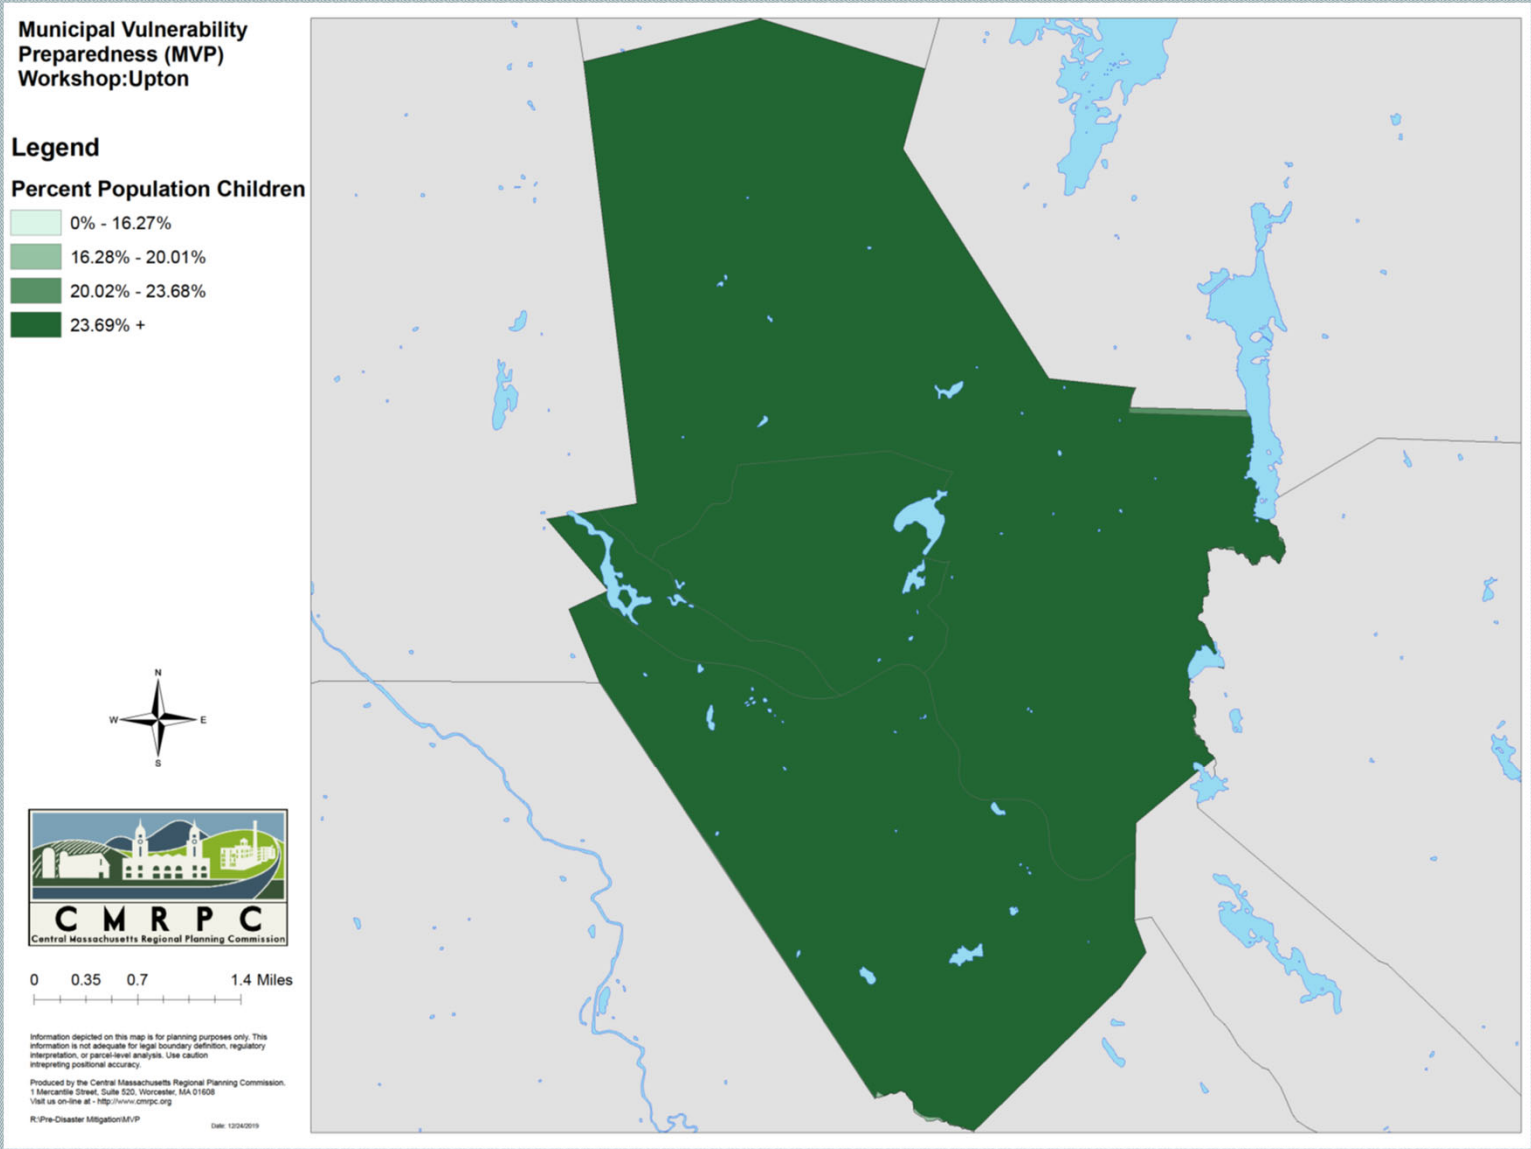 Municipal Vulnerability
Preparedness (MVP)
Workshop:Upton
Legend
Percent Population Children
0% - 16.27%
16.28% - 20.01%
20.02% - 23.68%
23.69% +
N
W E
S
C M R P C
Central Massachusetts Regional Planning Commission
0 0.35 0.7 1.4 Miles
Information depicted on this map is for planning purposes only. This
information is not adequate for legal boundary definition, regulatory
interpretation, or parcel-level analysis. Use caution
intrepreting positional accuracy.
Produced by the Central Massachusetts Regional Planning Commission.
1 Mercantile Street, Suite 520, Worcester, MA 01608
Visit us on-line at - http://www.cmrpc.org
R:\Pre-Disaster Mitigation\MVP
Date: 12/24/2019